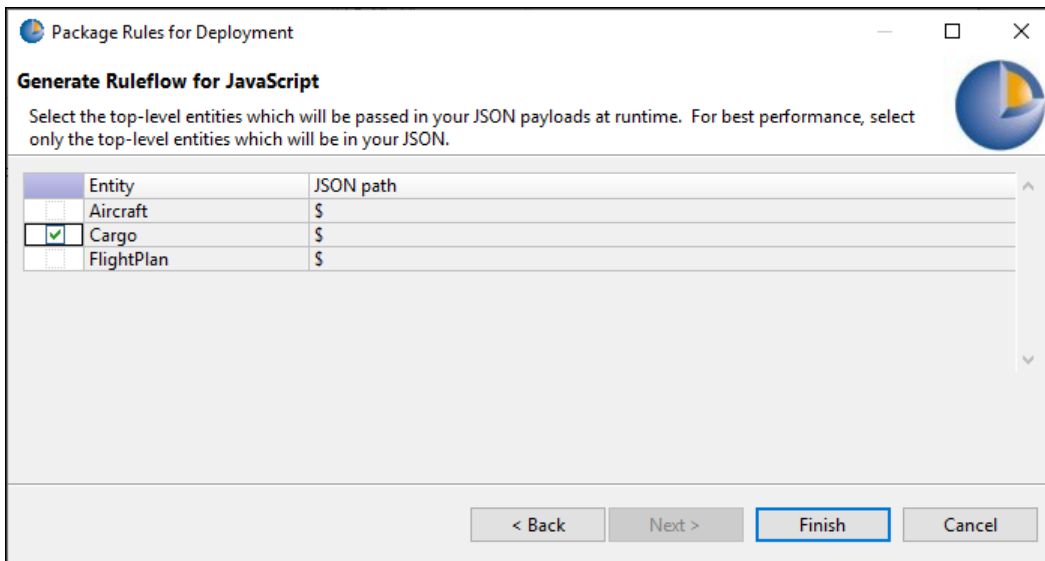 Package Rules for Deployment
Generate Ruleflow for JavaScript
Select the top-level entities which will be passed in your JSON payloads at runtime.  For best performance, select
only the top-level entities which will be in your JSON.
Entity JSON path
Aircraft $
Cargo $
FlightPlan $
< Back Next > Finish Cancel